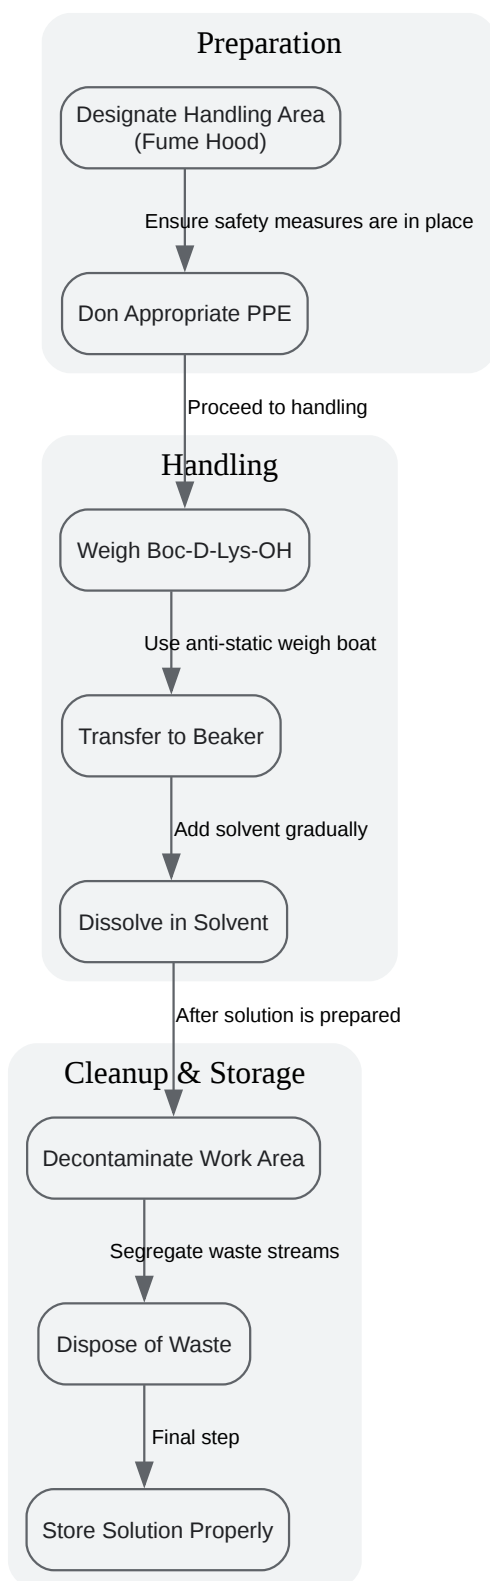 Preparation
Designate Handling Area
(Fume Hood)
Ensure safety measures are in place
Don Appropriate PPE
Proceed to handling
Handling
Weigh Boc-D-Lys-OH
Use anti-static weigh boat
Transfer to Beaker
Add solvent gradually
Dissolve in Solvent
After solution is prepared
Cleanup & Storage
Decontaminate Work Area
Segregate waste streams
Dispose of Waste
Final step
Store Solution Properly